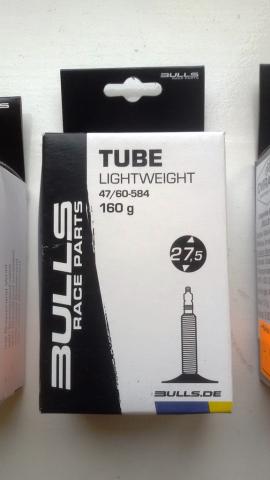 BULLS
RACE PARTS
TUBE
LIGHTWEIGHT
47/60-584
160 g
27,5
BULLS
RACE PARTS
BULLS.DE